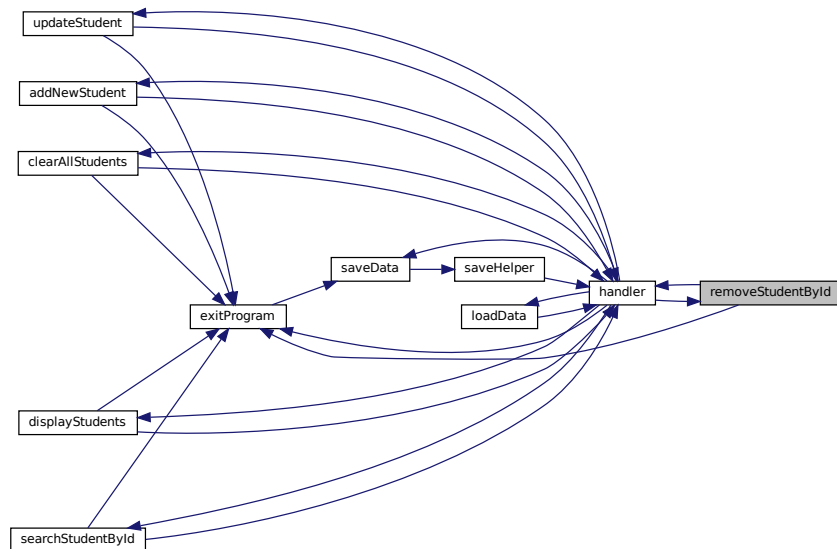 updateStudent
addNewStudent
clearAllStudents
saveData
saveHelper
handler
removeStudentById
exitProgram
loadData
displayStudents
searchStudentById